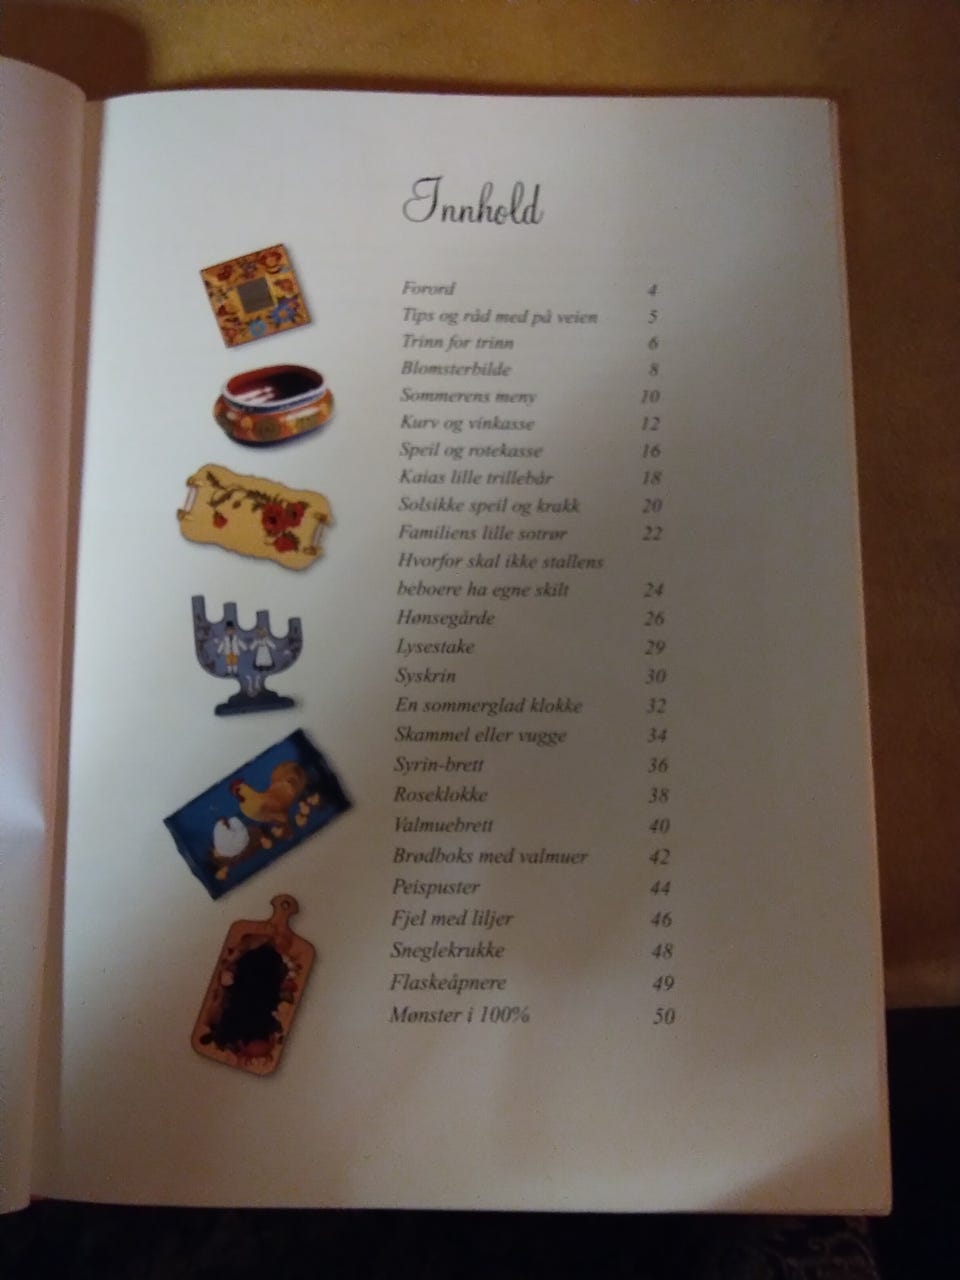 Innhold
Forord 4
Tips og råd med på veien 5
Trinn for trinn 6
Blomsterbilde 8
Sommerens meny 10
Kurv og vinkasse 12
Speil og rotekasse 16
Kaias lille trillebår 18
Solsikke speil og krakk 20
Familiens lille sotrør 22
Hvorfor skal ikke stallens
beboere ha egne skilt 24
Hønsegårde 26
Lysestake 29
Syskrin 30
En sommerglad klokke 32
Skammel eller vugge 34
Syrin-brett 36
Roseklokke 38
Valmuebrett 40
Brødboks med valmuer 42
Peispuster 44
Fjel med liljer 46
Sneglekrukke 48
Flaskeåpnere 49
Mønster i 100% 50